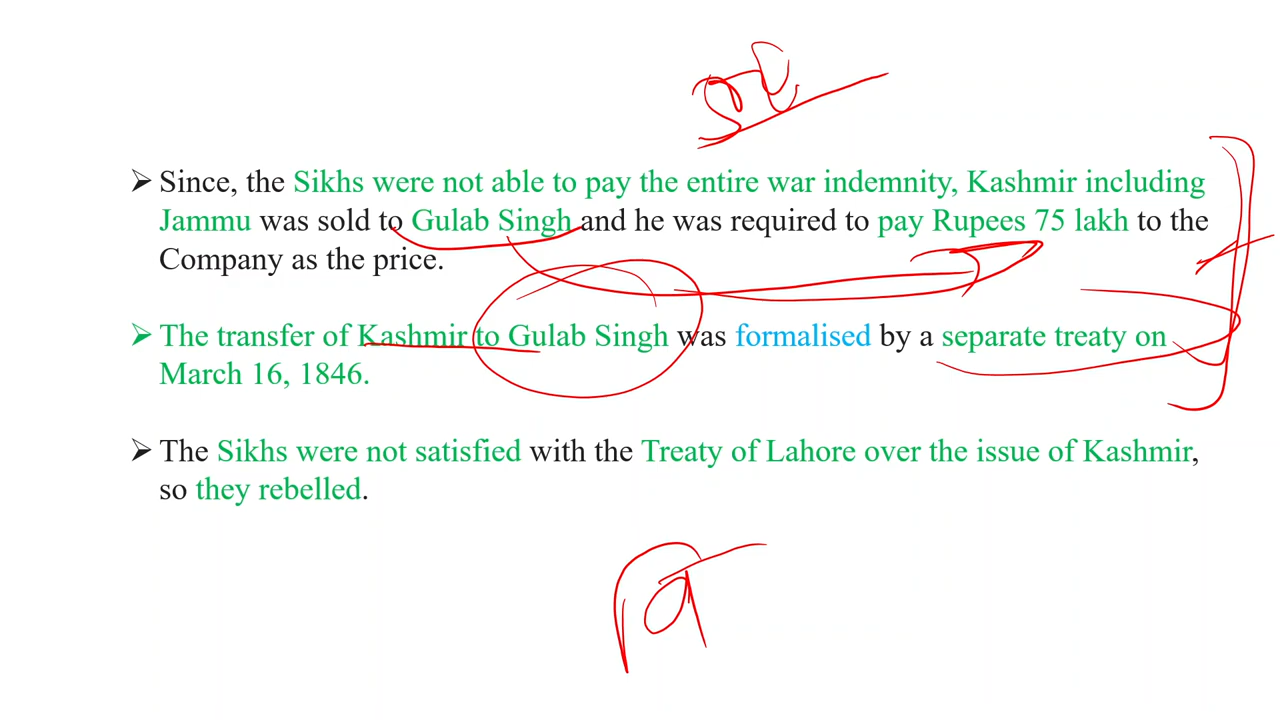 ➢ Since, the Sikhs were not able to pay the entire war indemnity, Kashmir including
Jammu was sold to Gulab Singh and he was required to pay Rupees 75 lakh to the
Company as the price.
➢ The transfer of Kashmir to Gulab Singh was formalised by a separate treaty on
March 16, 1846.
➢ The Sikhs were not satisfied with the Treaty of Lahore over the issue of Kashmir,
so they rebelled.